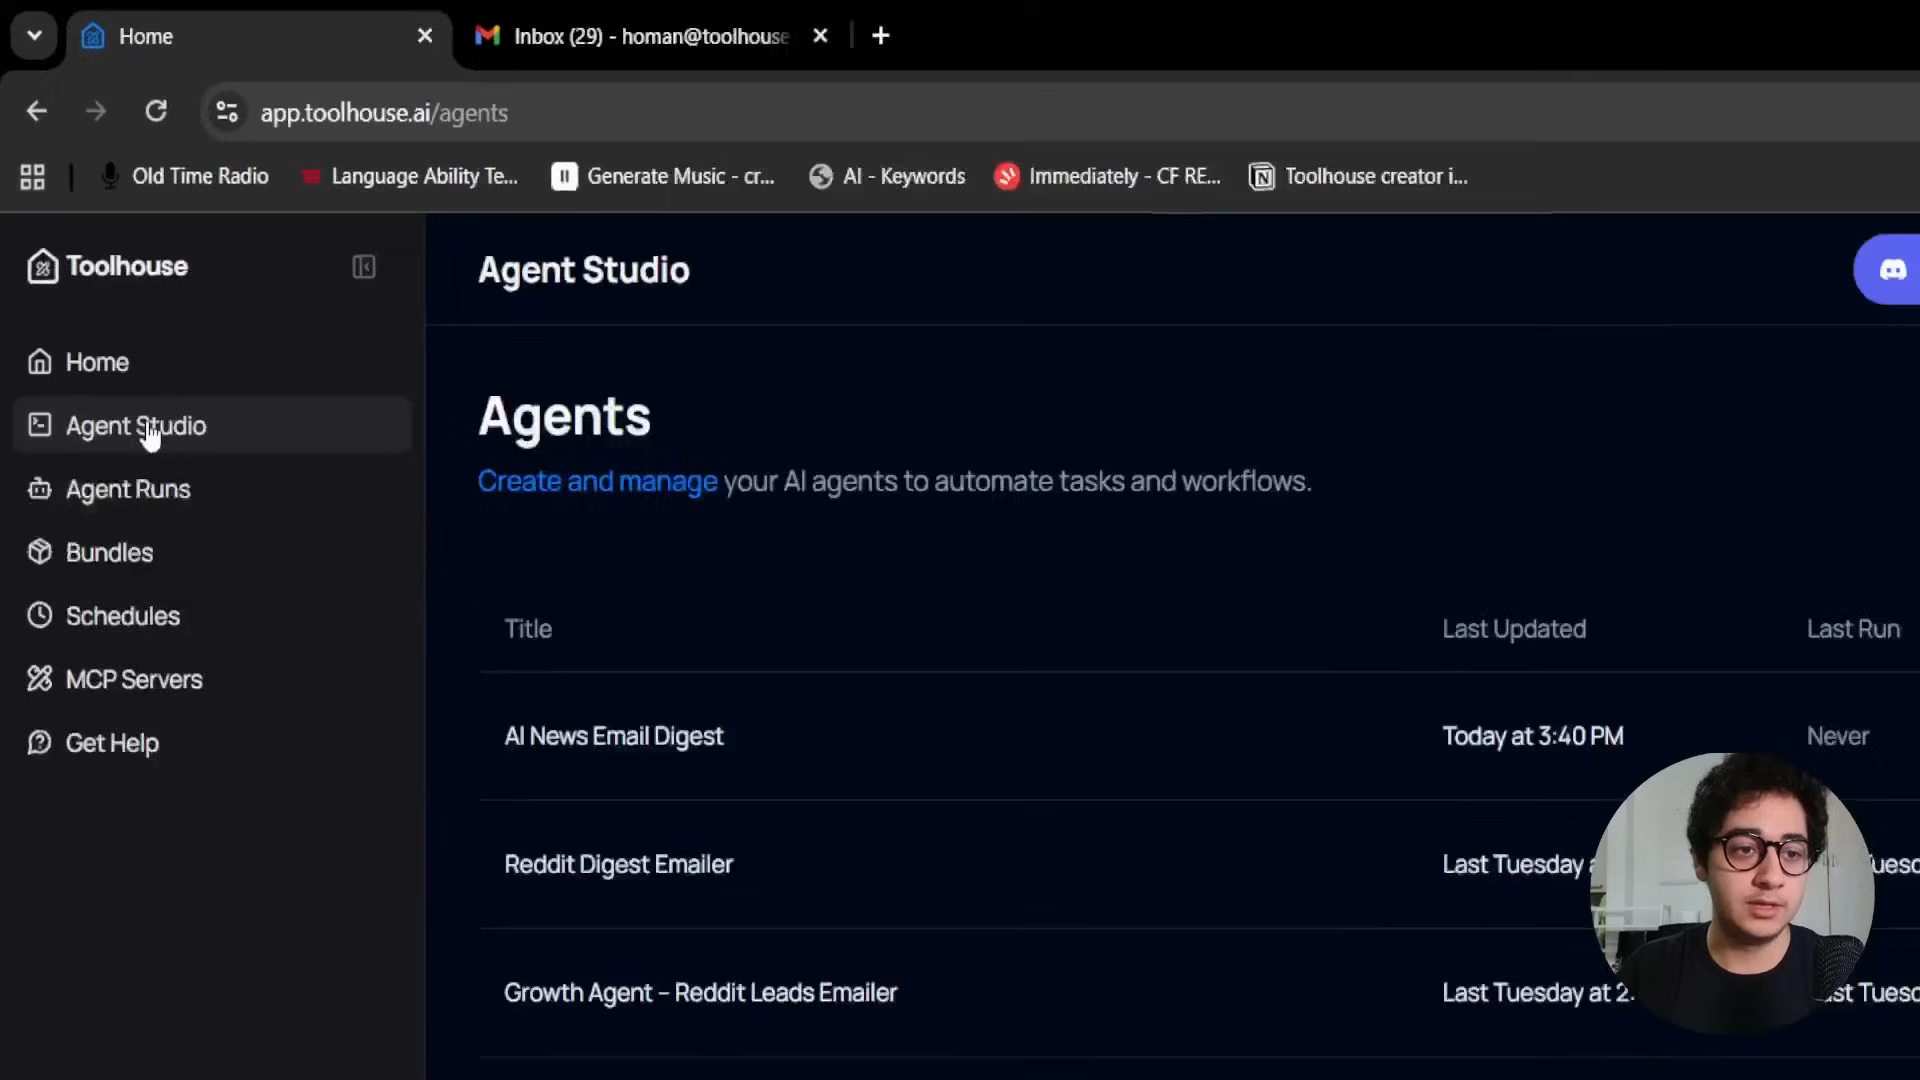 Home
Inbox (29) - homan@toolhouse
app.toolhouse.ai/agents
Old Time Radio
Language Ability Te...
Generate Music - cr...
AI - Keywords
Immediately - CF RE...
Toolhouse creator i...
Toolhouse
Home
Agent Studio
Agent Runs
Bundles
Schedules
MCP Servers
Get Help
Agent Studio
Agents
Create and manage your AI agents to automate tasks and workflows.
Title Last Updated Last Run
AI News Email Digest Today at 3:40 PM Never
Reddit Digest Emailer Last Tuesday
Growth Agent – Reddit Leads Emailer Last Tuesday at 2